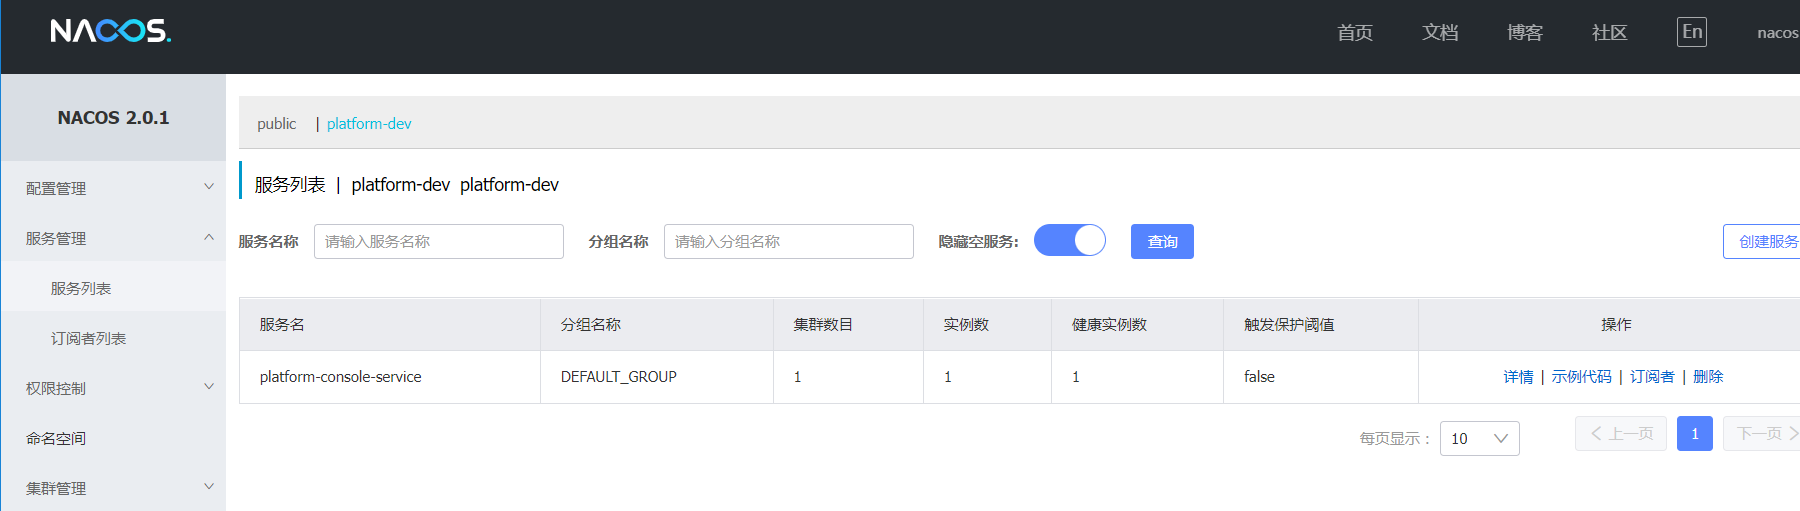 NACOS. 首页 文档 博客 社区 En nacos
NACOS 2.0.1
配置管理
服务管理
服务列表
订阅者列表
权限控制
命名空间
集群管理
public | platform-dev
服务列表 | platform-dev platform-dev
服务名称 请输入服务名称 分组名称 请输入分组名称 隐藏空服务: 查询 创建服务
服务名 分组名称 集群数目 实例数 健康实例数 触发保护阈值 操作
platform-console-service DEFAULT_GROUP 1 1 1 false 详情 | 示例代码 | 订阅者 | 删除
每页显示： 10 上一页 1 下一页